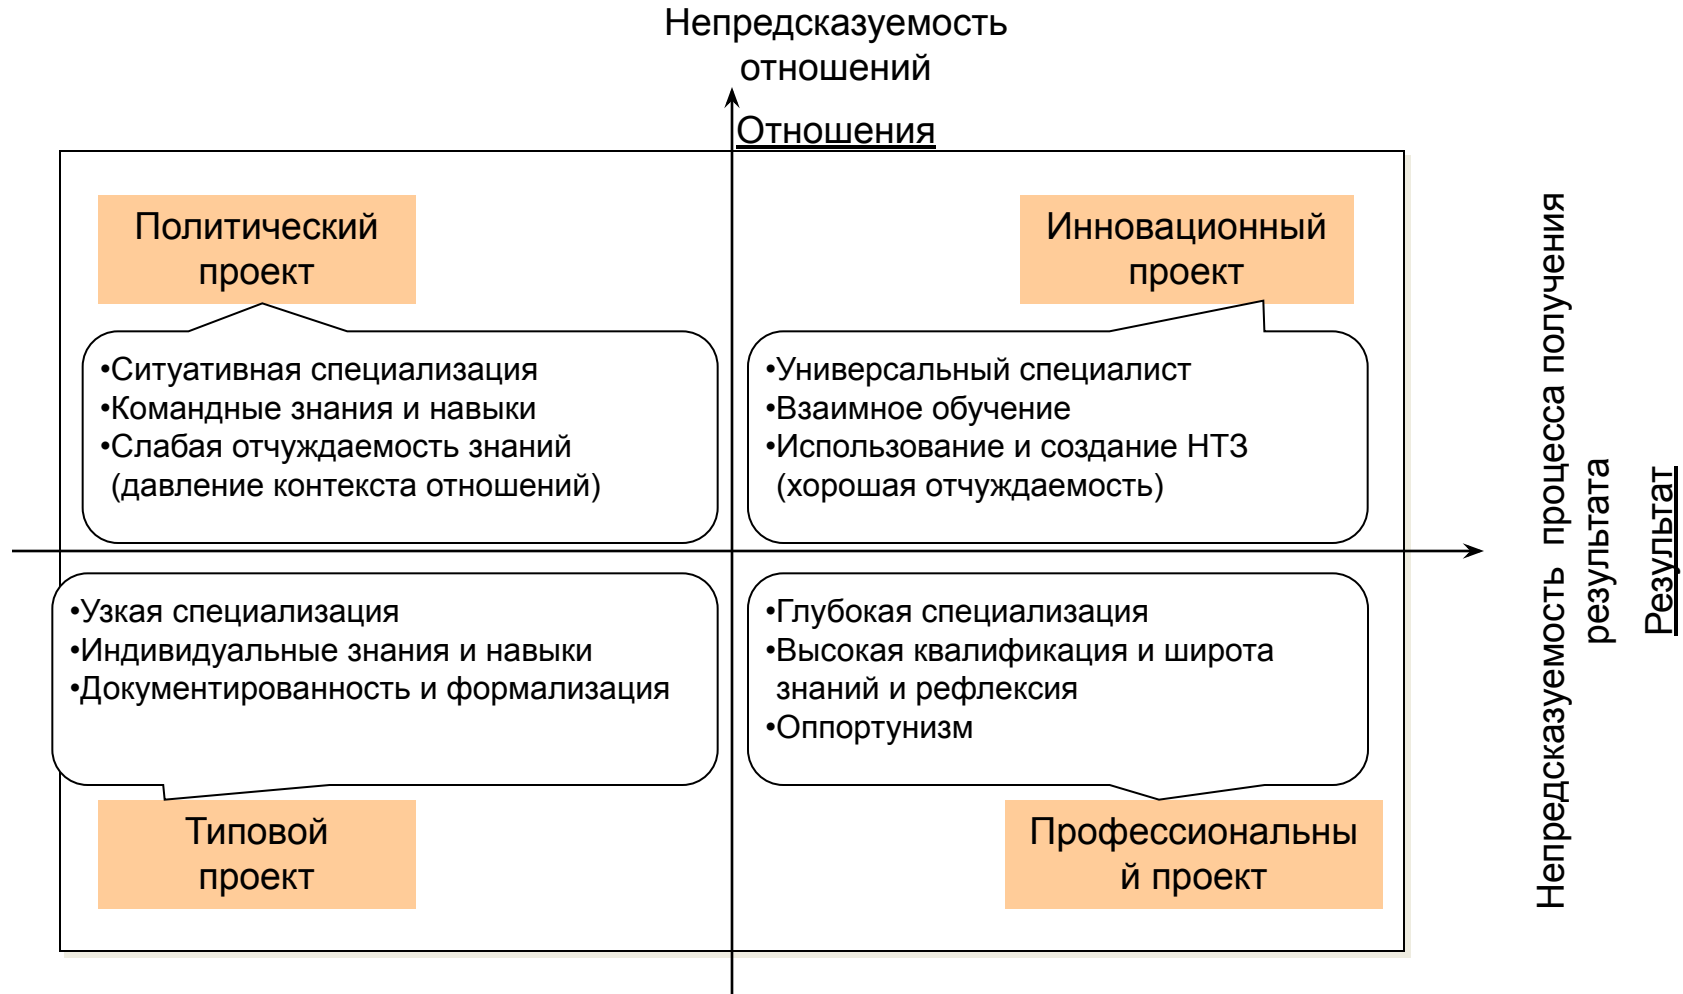 Непредсказуемость
отношений
Отношения
Политический
проект
Инновационный
проект
•Ситуативная специализация
•Командные знания и навыки
•Слабая отчуждаемость знаний
(давление контекста отношений)
•Универсальный специалист
•Взаимное обучение
•Использование и создание НТЗ
(хорошая отчуждаемость)
•Узкая специализация
•Индивидуальные знания и навыки
•Документированность и формализация
•Глубокая специализация
•Высокая квалификация и широта
знаний и рефлексия
•Оппортунизм
Типовой
проект
Профессиональны
й проект
Непредсказуемость процесса получения
результата
Результат